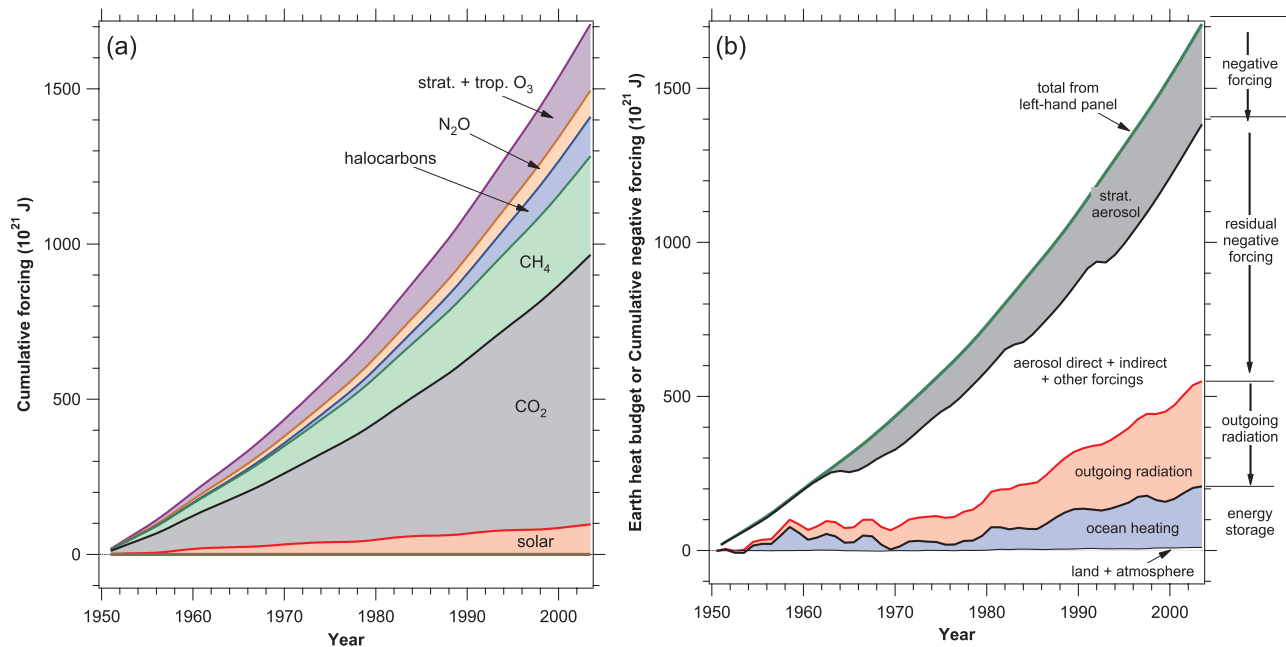 (a)
Cumulative forcing (10²¹ J)
1500
1000
500
0
strat. + trop. O₃
N₂O
halocarbons
CH₄
CO₂
solar
1950
1960
1970
1980
1990
2000
Year
(b)
Earth heat budget or Cumulative negative forcing (10²¹ J)
1500
1000
500
0
total from
left-hand panel
strat.
aerosol
aerosol direct + indirect
+ other forcings
outgoing radiation
ocean heating
land + atmosphere
1950
1960
1970
1980
1990
2000
Year
negative
forcing
residual
negative
forcing
outgoing
radiation
energy
storage